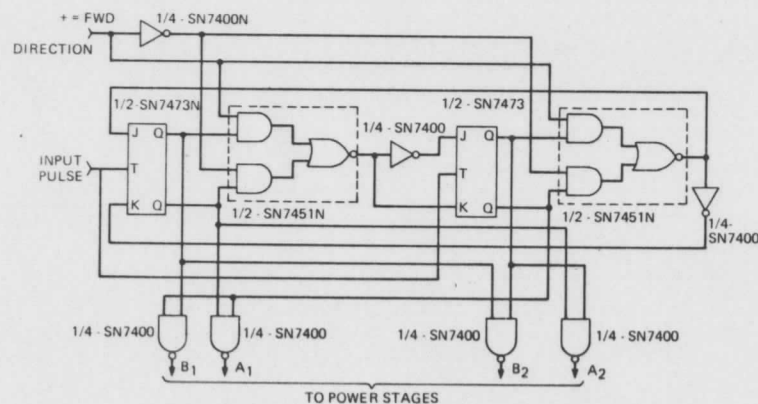 + = FWD
1/4 - SN7400N
DIRECTION
1/2-SN7473N
1/4 - SN7400
1/2-SN7473
J Q
INPUT
PULSE
T
K Q
J Q
T
K Q
1/2 - SN7451N
1/2 - SN7451N
1/4-
SN7400
1/4 - SN7400
1/4 - SN7400
1/4 - SN7400
1/4 - SN7400
B1
A1
B2
A2
TO POWER STAGES